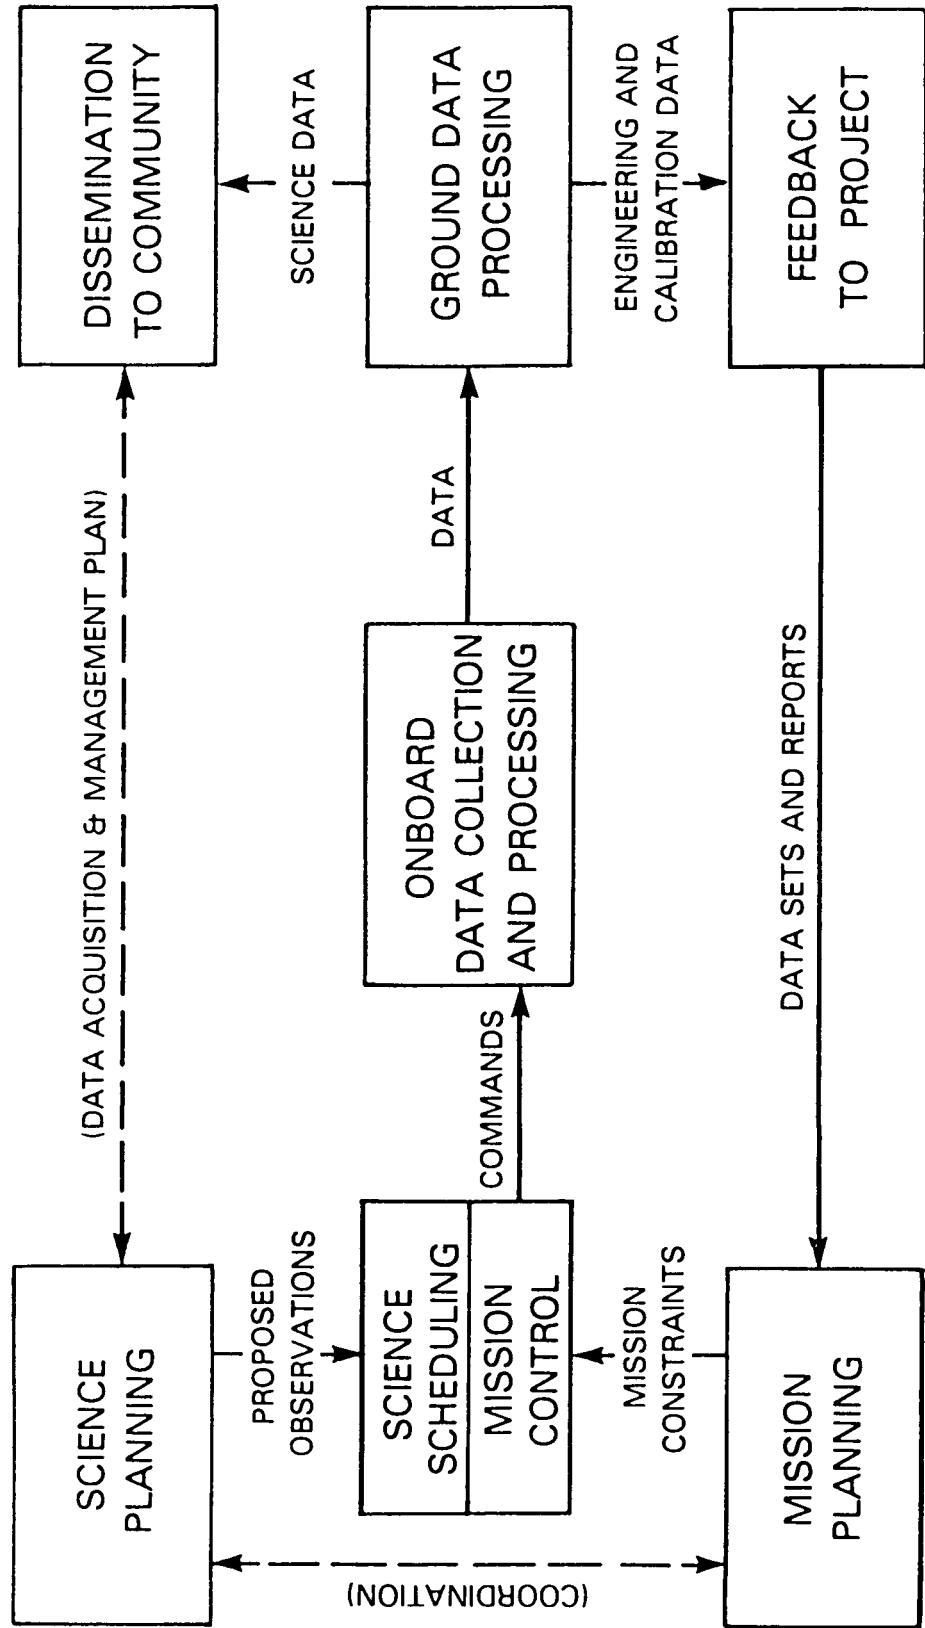 SCIENCE
PLANNING
(DATA ACQUISITION & MANAGEMENT PLAN)
DISSEMINATION
TO COMMUNITY
PROPOSED
OBSERVATIONS
SCIENCE DATA
(COORDINATION)
SCIENCE
SCHEDULING
MISSION
CONTROL
COMMANDS
ONBOARD
DATA COLLECTION
AND PROCESSING
DATA
GROUND DATA
PROCESSING
MISSION
CONSTRAINTS
ENGINEERING AND
CALIBRATION DATA
MISSION
PLANNING
DATA SETS AND REPORTS
FEEDBACK
TO PROJECT